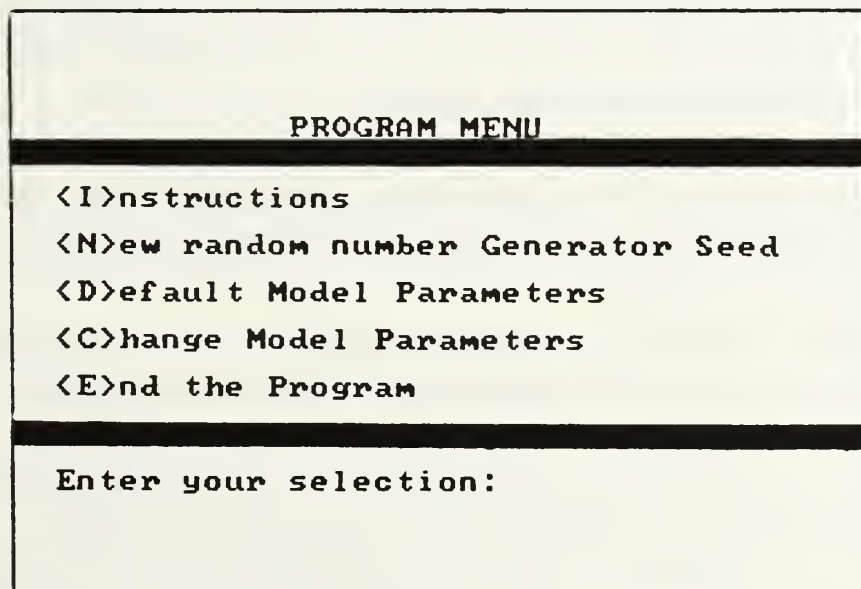 PROGRAM MENU
<I>nstructions
<N>ew random number Generator Seed
<D>efault Model Parameters
<C>hange Model Parameters
<E>nd the Program
Enter your selection: